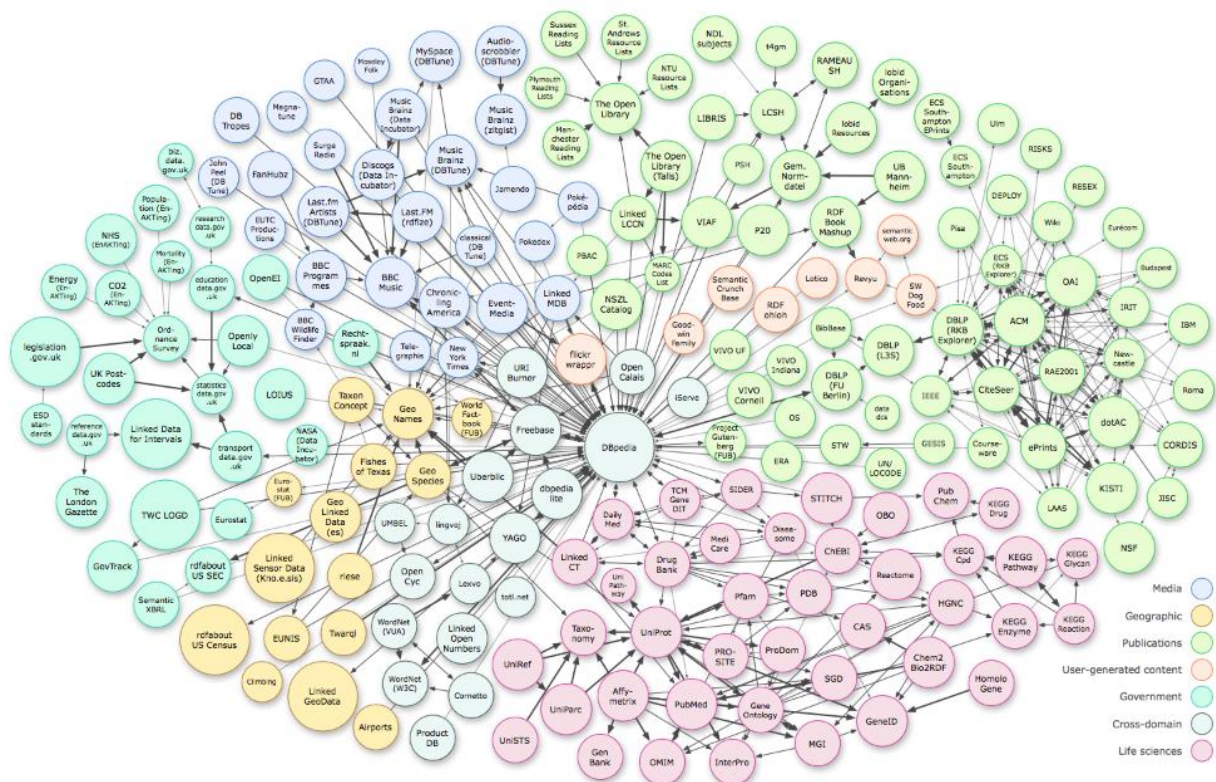 Sussex
Reading
Lists
St.
Andrews
Resource
Lists
NDL
subjects
t4gm
RAMEAU
SH
lobid
Organi-
sations
Plymouth
Reading
Lists
NTU
Resource
Lists
The Open
Library
Man-
chester
Reading
Lists
LIBRIS
LCSH
lobid
Resources
ECS
South-
ampton
EPrints
Ulm
RISKS
The Open
Library
(Talis)
PSH
Gem.
Norm-
datei
UB
Mann-
heim
ECS
South-
ampton
DEPLOY
RESEX
Linked
LCCN
VIAF
P20
RDF
Book
Mashup
Pisa
Wiki
Eurécom
PBAC
MARC
Codes
List
NSZL
Catalog
ECS
(RKB
Explorer)
OAI
Budapest
IRIT
IBM
BibBase
DBLP
(L3S)
DBLP
(RKB
Explorer)
ACM
New-
castle
VIVO UF
VIVO
Indiana
VIVO
Cornell
DBLP
(FU
Berlin)
RAE2001
Roma
IEEE
CiteSeer
OS
data
dcs
dotAC
Project
Guten-
berg
(FUB)
STW
GESIS
Course-
ware
ePrints
CORDIS
ERA
UN/
LOCODE
LAAS
KISTI
JISC
NSF
Moseley
Folk
MySpace
(DBTune)
Audio-
scrobbler
(DBTune)
GTAA
Magna-
tune
Music
Brainz
(Data
Incubator)
Music
Brainz
(zitgist)
DB
Tropes
Surge
Radio
Discogs
(Data In-
cubator)
Music
Brainz
(DBTune)
John
Peel
(DB
Tune)
FanHubz
Last.fm
Artists
(DBTune)
Last.FM
(rdfize)
Jamendo
Poké-
pédia
Pokedex
EUTC
Produc-
tions
BBC
Program
mes
BBC
Music
classical
(DB
Tune)
Chronic-
ling
America
Event-
Media
Linked
MDB
BBC
Wildlife
Finder
Tele-
graphis
New
York
Times
semantic
web.org
Semantic
Crunch
Base
RDF
ohloh
Lotico
Revyu
SW
Dog
Food
Good-
win
Family
flickr
wrappr
biz.
data.
gov.uk
Popula-
tion (En-
AKTing)
research
data.gov
.uk
NHS
(EnAKTing)
Mortality
(En-
AKTing)
Energy
(En-
AKTing)
CO2
(En-
AKTing)
education
data.gov
.uk
OpenEI
legislation
.gov.uk
Ord-
nance
Survey
Openly
Local
Recht-
spraak.
nl
UK Post-
codes
statistics
data.gov
.uk
LOIUS
ESD
stan-
dards
reference
data.gov
.uk
Linked Data
for Intervals
transport
data.gov
.uk
NASA
(Data
Incu-
bator)
The
London
Gazette
TWC LOGD
Eurostat
GovTrack
rdfabout
US SEC
Semantic
XBRL
Taxon
Concept
Geo
Names
World
Fact-
book
(FUB)
Fishes
of Texas
Geo
Species
Euro-
stat
(FUB)
Geo
Linked
Data
(es)
Linked
Sensor Data
(Kno.e.sis)
riese
rdfabout
US Census
EUNIS
Twarql
Climbing
Linked
GeoData
Airports
URI
Burner
Open
Calais
iServe
Freebase
DBpedia
Uberblic
dbpedia
lite
UMBEL
lingvoj
YAGO
Open
Cyc
Lexvo
totl.net
WordNet
(VUA)
Linked
Open
Numbers
WordNet
(W3C)
Cornetto
Product
DB
TCM
Gene
DIT
SIDER
STITCH
Pub
Chem
KEGG
Drug
Daily
Med
Medi
Care
Disea-
some
OBO
Linked
CT
Drug
Bank
ChEBI
KEGG
Cpd
KEGG
Pathway
KEGG
Glycan
Uni
Path-
way
Pfam
PDB
Reactome
HGNC
Taxo-
nomy
UniProt
CAS
KEGG
Enzyme
KEGG
Reaction
UniRef
PRO-
SITE
ProDom
Chem2
Bio2RDF
UniParc
Affy-
metrix
PubMed
Gene
Ontology
SGD
Homolo
Gene
UniSTS
GeneID
Gen
Bank
OMIM
InterPro
MGI
Media
Geographic
Publications
User-generated content
Government
Cross-domain
Life sciences